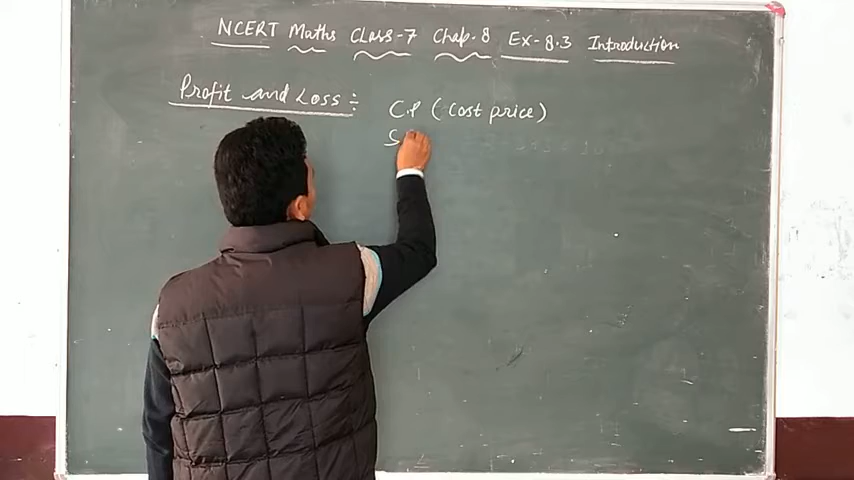 NCERT Maths Class-7 Chap.8 Ex-8.3 Introduction
Profit and Loss :- C.P (Cost price)
S